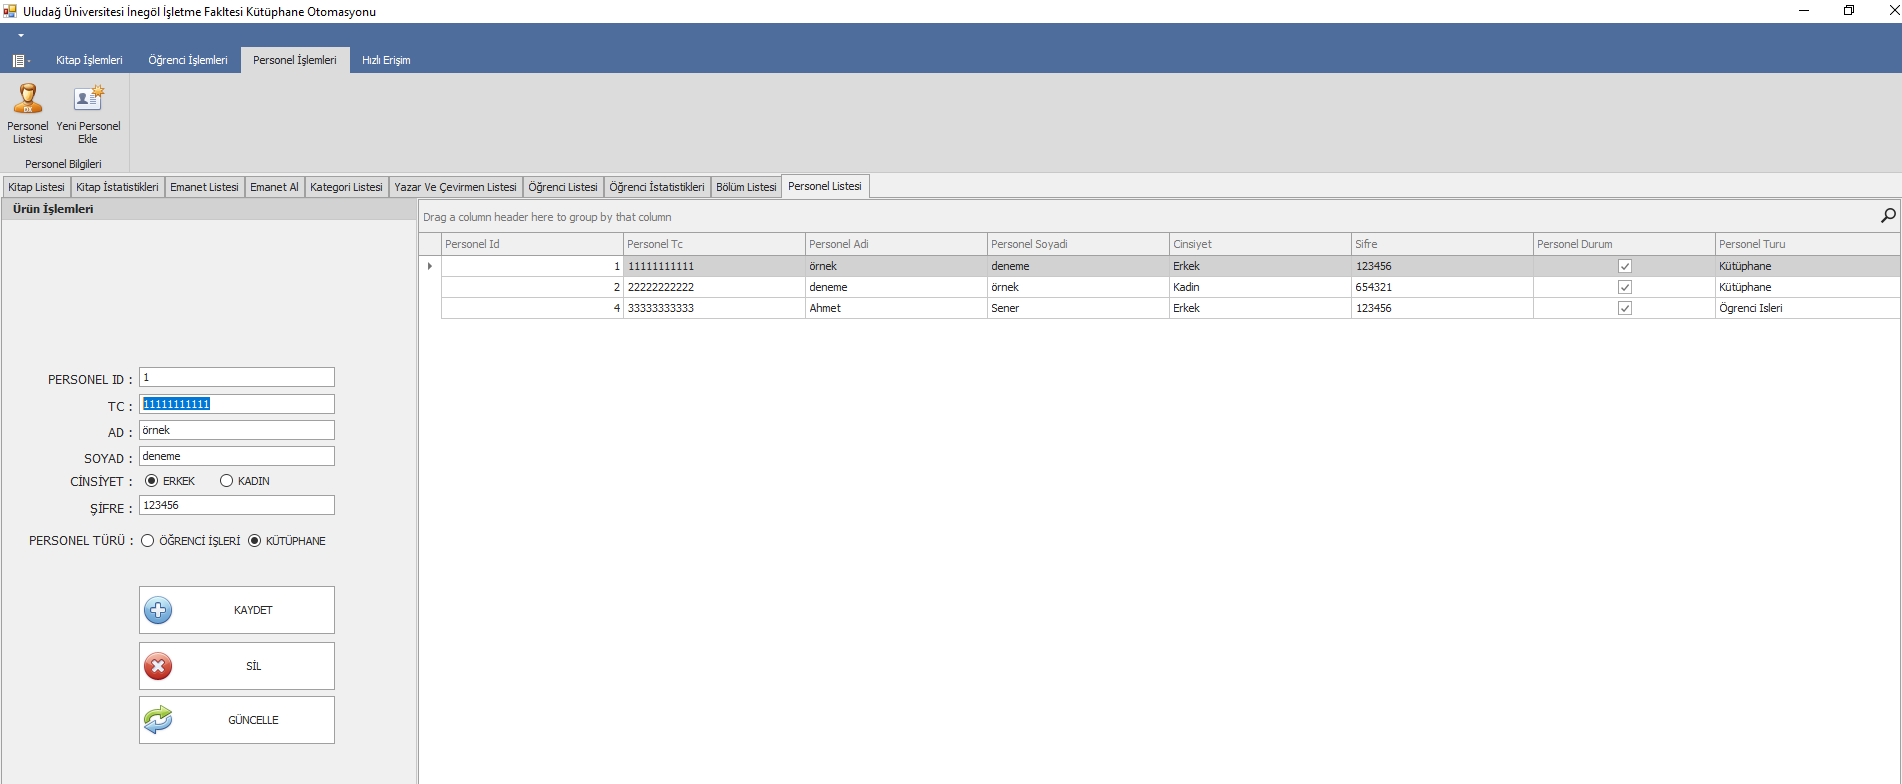 Uludağ Üniversitesi İnegöl İşletme Fakltesi Kütüphane Otomasyonu
Kitap İşlemleri Öğrenci İşlemleri Personel İşlemleri Hızlı Erişim
Personel Listesi
Yeni Personel Ekle
Personel Bilgileri
Kitap Listesi Kitap İstatistikleri Emanet Listesi Emanet Al Kategori Listesi Yazar Ve Çevirmen Listesi Öğrenci Listesi Öğrenci İstatistikleri Bölüm Listesi Personel Listesi
Ürün İşlemleri
PERSONEL ID : 1
TC : 11111111111
AD : örnek
SOYAD : deneme
CİNSİYET : ERKEK KADIN
ŞİFRE : 123456
PERSONEL TÜRÜ : ÖĞRENCİ İŞLERİ KÜTÜPHANE
KAYDET
SİL
GÜNCELLE
Drag a column header here to group by that column
Personel Id Personel Tc Personel Adi Personel Soyadi Cinsiyet Sifre Personel Durum Personel Turu
1 11111111111 örnek deneme Erkek 123456 Kütüphane
2 22222222222 deneme örnek Kadin 654321 Kütüphane
4 33333333333 Ahmet Sener Erkek 123456 Ögrenci Isleri